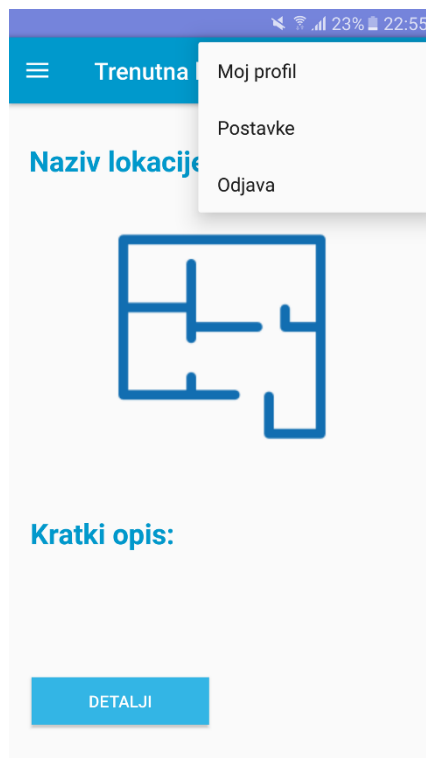 23% 22:55
Trenutna
Moj profil
Postavke
Odjava
Naziv lokacije
Kratki opis:
DETALJI